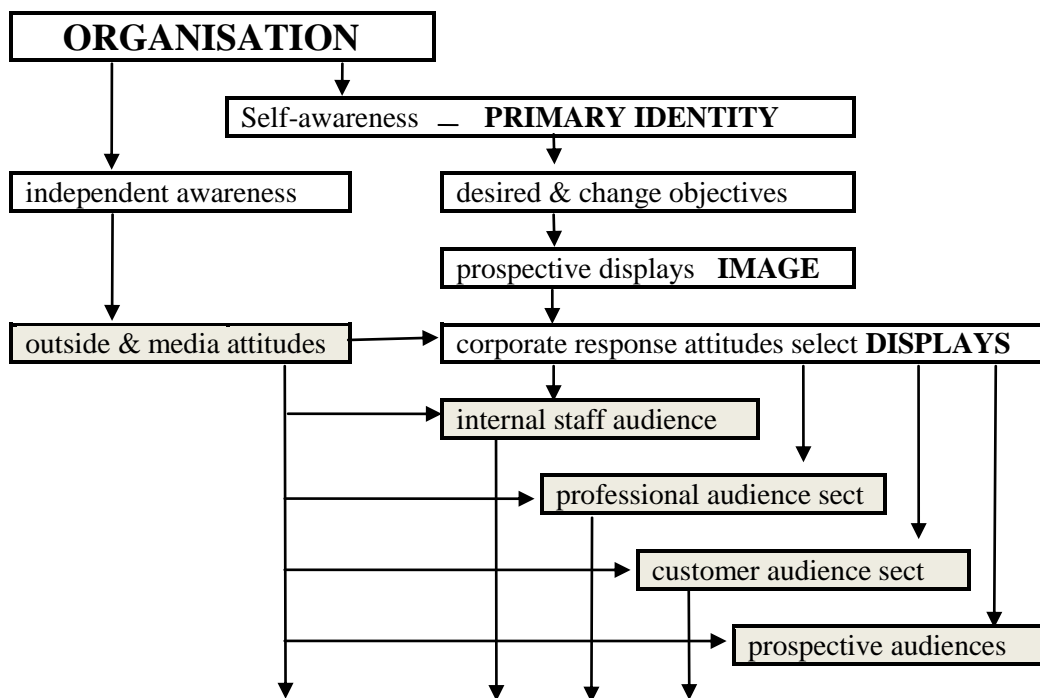 ORGANISATION
Self-awareness – PRIMARY IDENTITY
independent awareness
desired & change objectives
prospective displays IMAGE
outside & media attitudes
corporate response attitudes select DISPLAYS
internal staff audience
professional audience sect
customer audience sect
prospective audiences